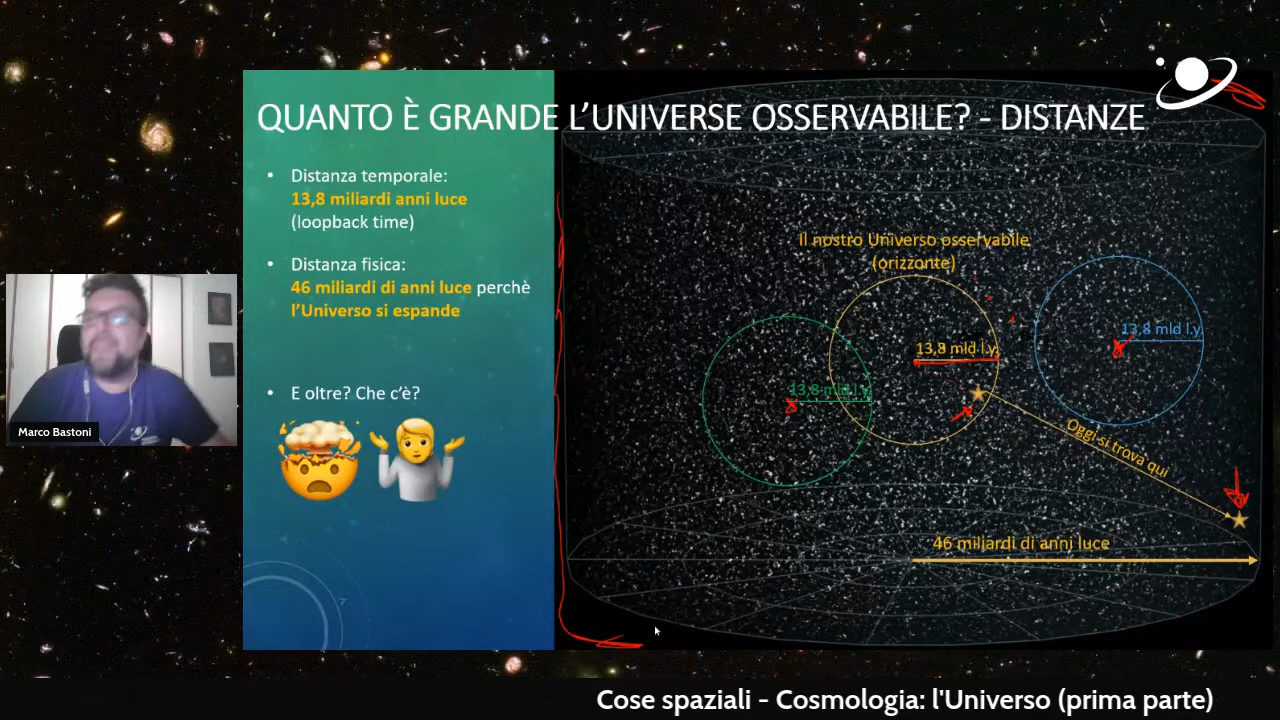 QUANTO È GRANDE L'UNIVERSE OSSERVABILE? - DISTANZE
• Distanza temporale:
13,8 miliardi anni luce
(loopback time)
• Distanza fisica:
46 miliardi di anni luce perchè
l'Universo si espande
• E oltre? Che c'è?
Il nostro Universo osservabile
(orizzonte)
13,8 mld l.y.
13,8 mld l.y.
13,8 mld l.y.
Oggi si trova qui
46 miliardi di anni luce
Marco Bastoni
Cose spaziali - Cosmologia: l'Universo (prima parte)